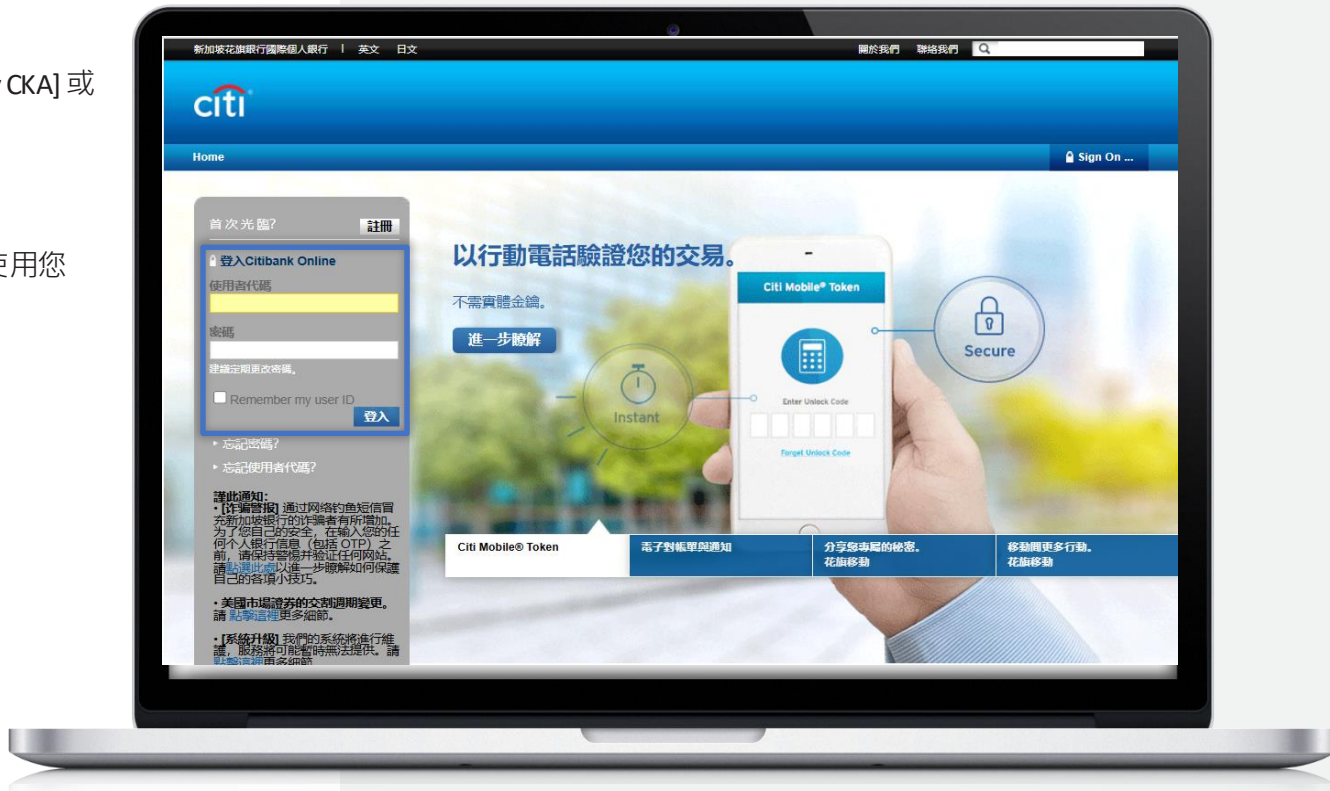 CKA] 或
使用您
新加坡花旗銀行國際個人銀行 | 英文 日文
關於我們 聯絡我們
citi
Home
Sign On ...
首次光臨?
註冊
登入Citibank Online
使用者代碼
密碼
建議定期更改密碼。
Remember my user ID
登入
▸ 忘記密碼?
▸ 忘記使用者代碼?
謹此通知:
• [诈骗警报] 通过网络钓鱼短信冒
充新加坡银行的诈骗者有所增加。
为了您自己的安全，在输入您的任
何个人银行信息（包括 OTP）之
前，请保持警惕并验证任何网站。
請點選此處以進一步瞭解如何保護
自己的各項小技巧。
• 美國市場證券的交割週期變更。
請 點擊這裡更多細節。
• [系統升級] 我們的系統將進行維
護，服務將可能暫時無法提供。請
點擊這裡更多細節
以行動電話驗證您的交易。
不需實體金鑰。
進一步瞭解
Instant
Citi Mobile® Token
Enter Unlock Code
Forget Unlock Code
Secure
Citi Mobile® Token
電子對帳單與通知
分享您專屬的秘密。
花旗移動
移動間更多行動。
花旗移動